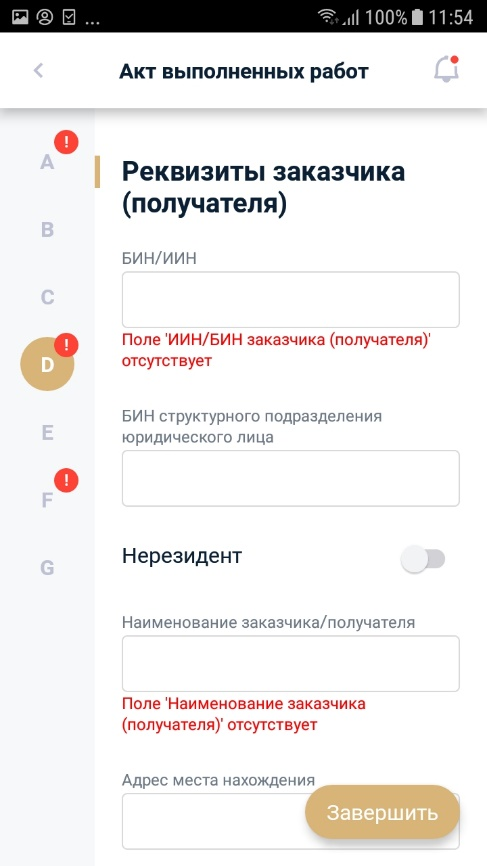 ... 100% 11:54
Акт выполненных работ
A !
B
C
D !
E
F !
G
Реквизиты заказчика
(получателя)
БИН/ИИН
Поле 'ИИН/БИН заказчика (получателя)'
отсутствует
БИН структурного подразделения
юридического лица
Нерезидент
Наименование заказчика/получателя
Поле 'Наименование заказчика
(получателя)' отсутствует
Адрес места нахождения
Завершить